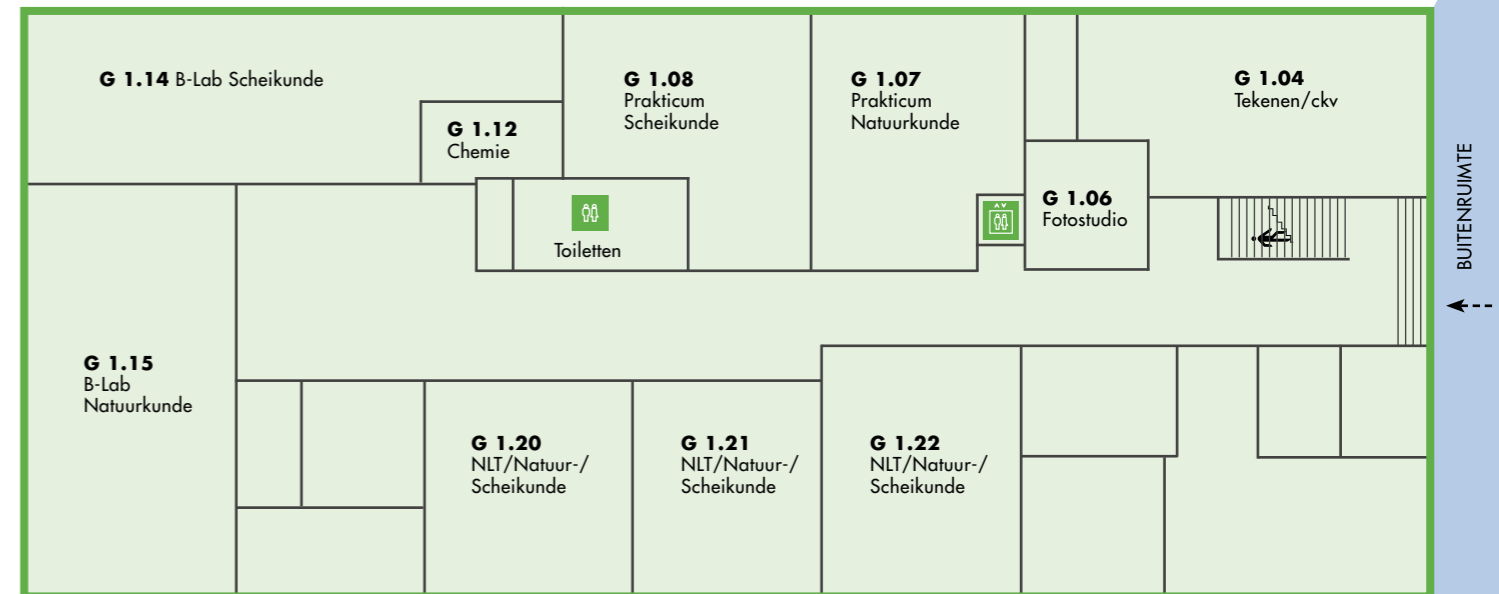 G 1.14 B-Lab Scheikunde
G 1.12
Chemie
G 1.08
Prakticum
Scheikunde
G 1.07
Prakticum
Natuurkunde
G 1.04
Tekenen/ckv
G 1.06
Fotostudio
Toiletten
BUITENRUIMTE
G 1.15
B-Lab
Natuurkunde
G 1.20
NLT/Natuur-/
Scheikunde
G 1.21
NLT/Natuur-/
Scheikunde
G 1.22
NLT/Natuur-/
Scheikunde